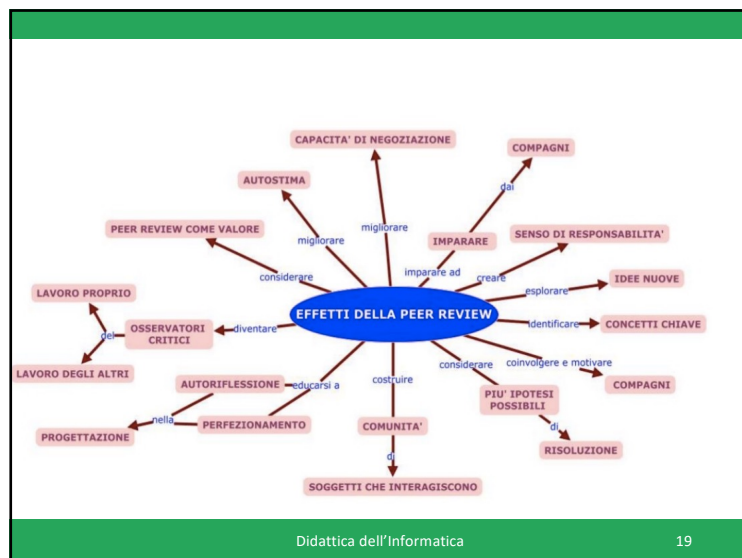 CAPACITA' DI NEGOZIAZIONE
COMPAGNI
AUTOSTIMA
dai
PEER REVIEW COME VALORE
migliorare
migliorare
IMPARARE
SENSO DI RESPONSABILITA'
considerare
imparare ad
creare
IDEE NUOVE
esplorare
LAVORO PROPRIO
EFFETTI DELLA PEER REVIEW
identificare
CONCETTI CHIAVE
del
OSSERVATORI
CRITICI
diventare
coinvolgere e motivare
COMPAGNI
LAVORO DEGLI ALTRI
AUTORIFLESSIONE
educarsi a
costruire
considerare
PIU' IPOTESI
POSSIBILI
nella
PERFEZIONAMENTO
COMUNITA'
di
PROGETTAZIONE
RISOLUZIONE
di
SOGGETTI CHE INTERAGISCONO
Didattica dell'Informatica
19